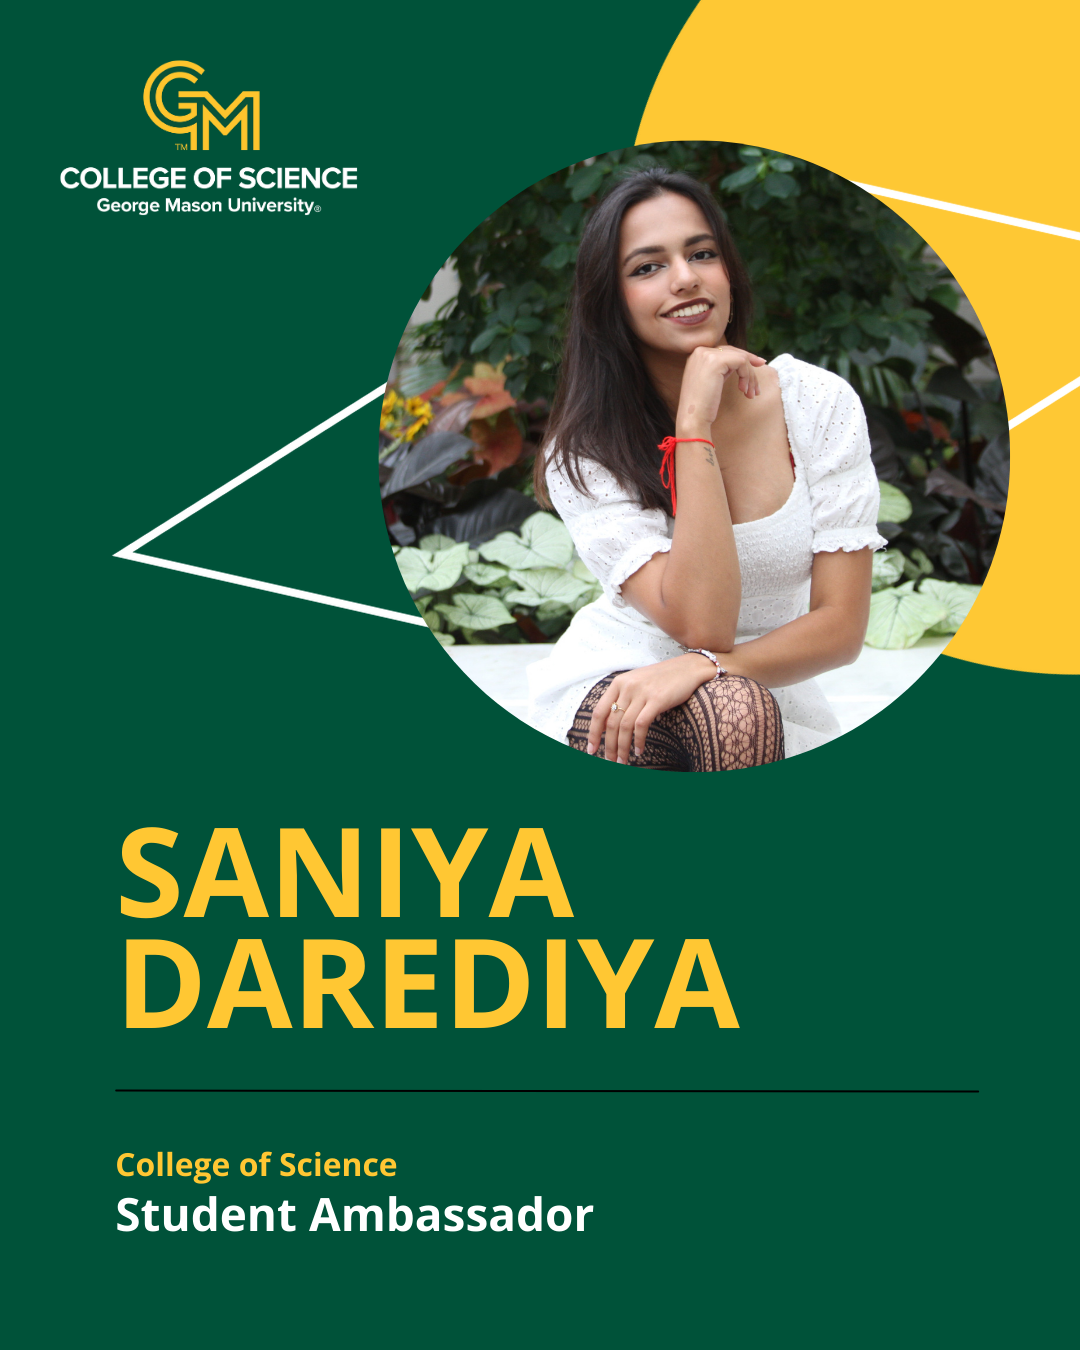 GM
TM
COLLEGE OF SCIENCE
George Mason University®
SANIYA
DAREDIYA
College of Science
Student Ambassador